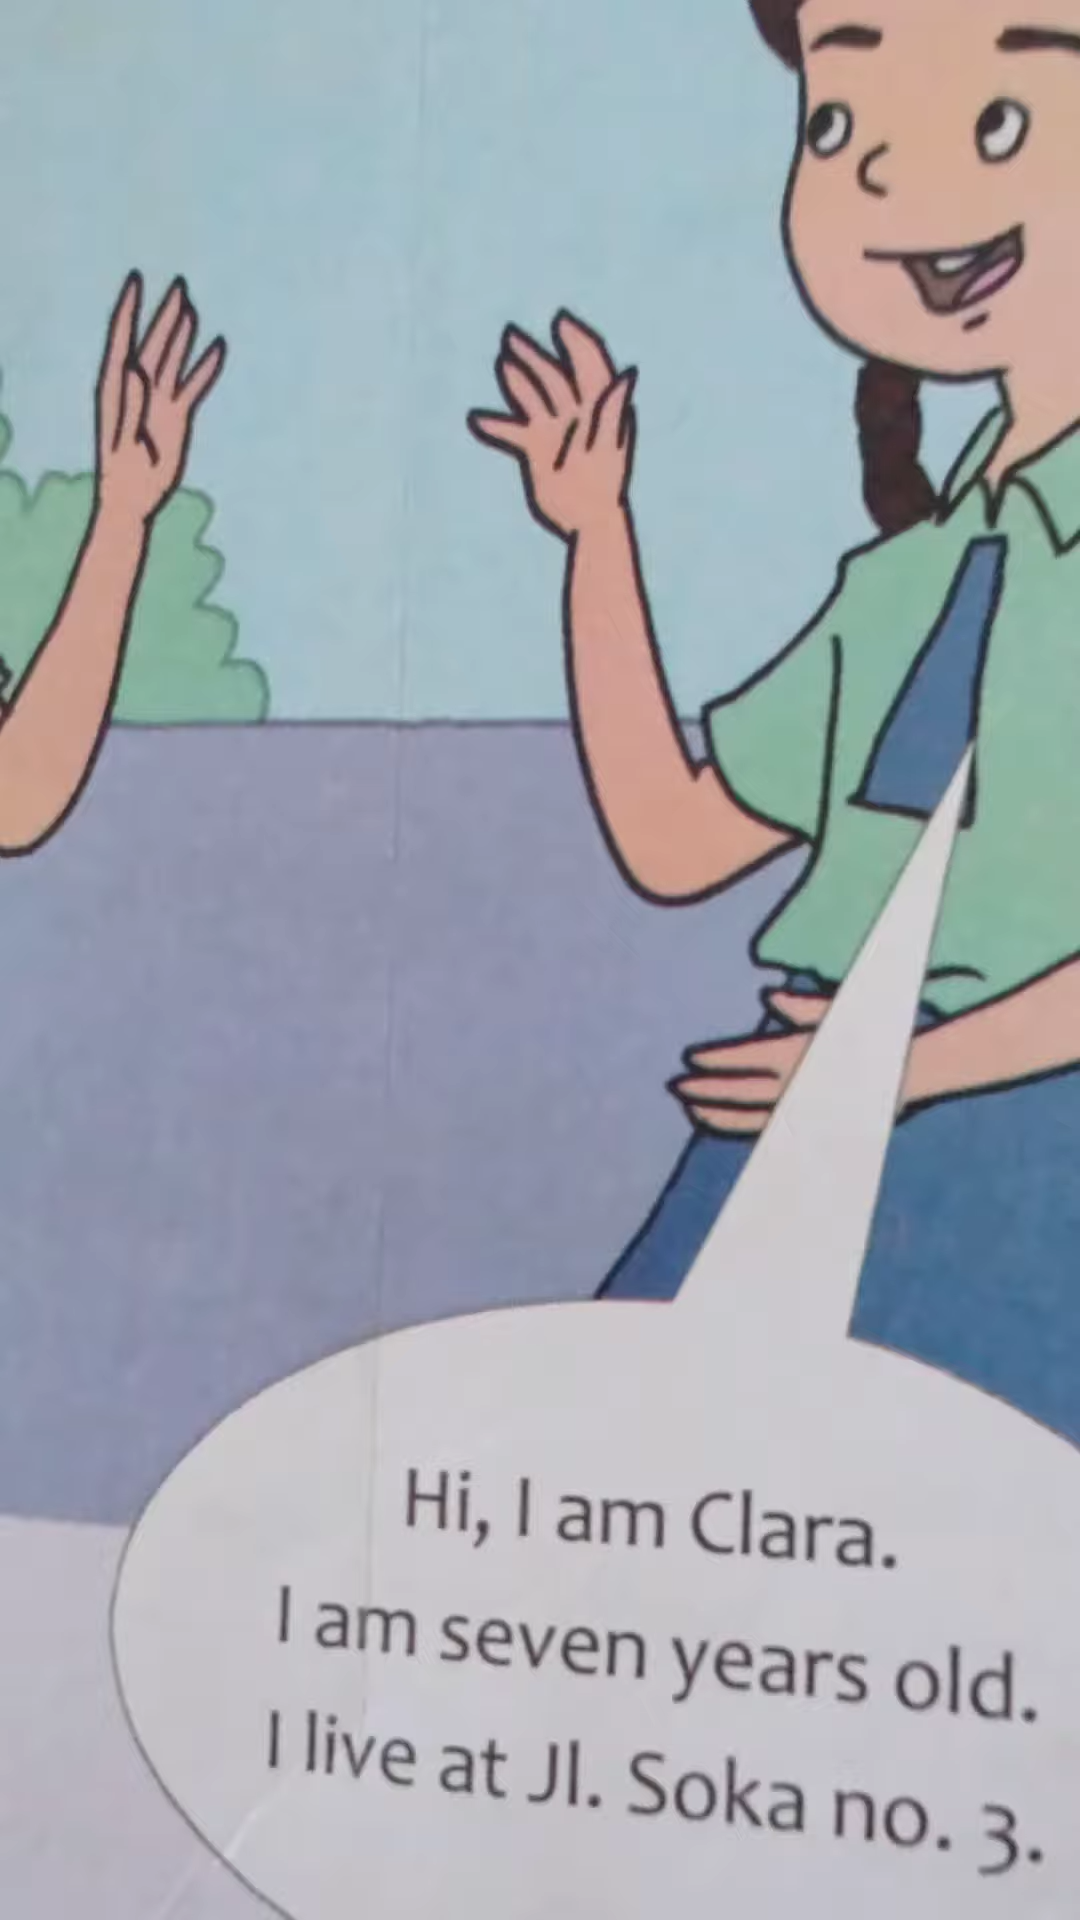 Hi, I am Clara.
I am seven years old.
I live at Jl. Soka no. 3.